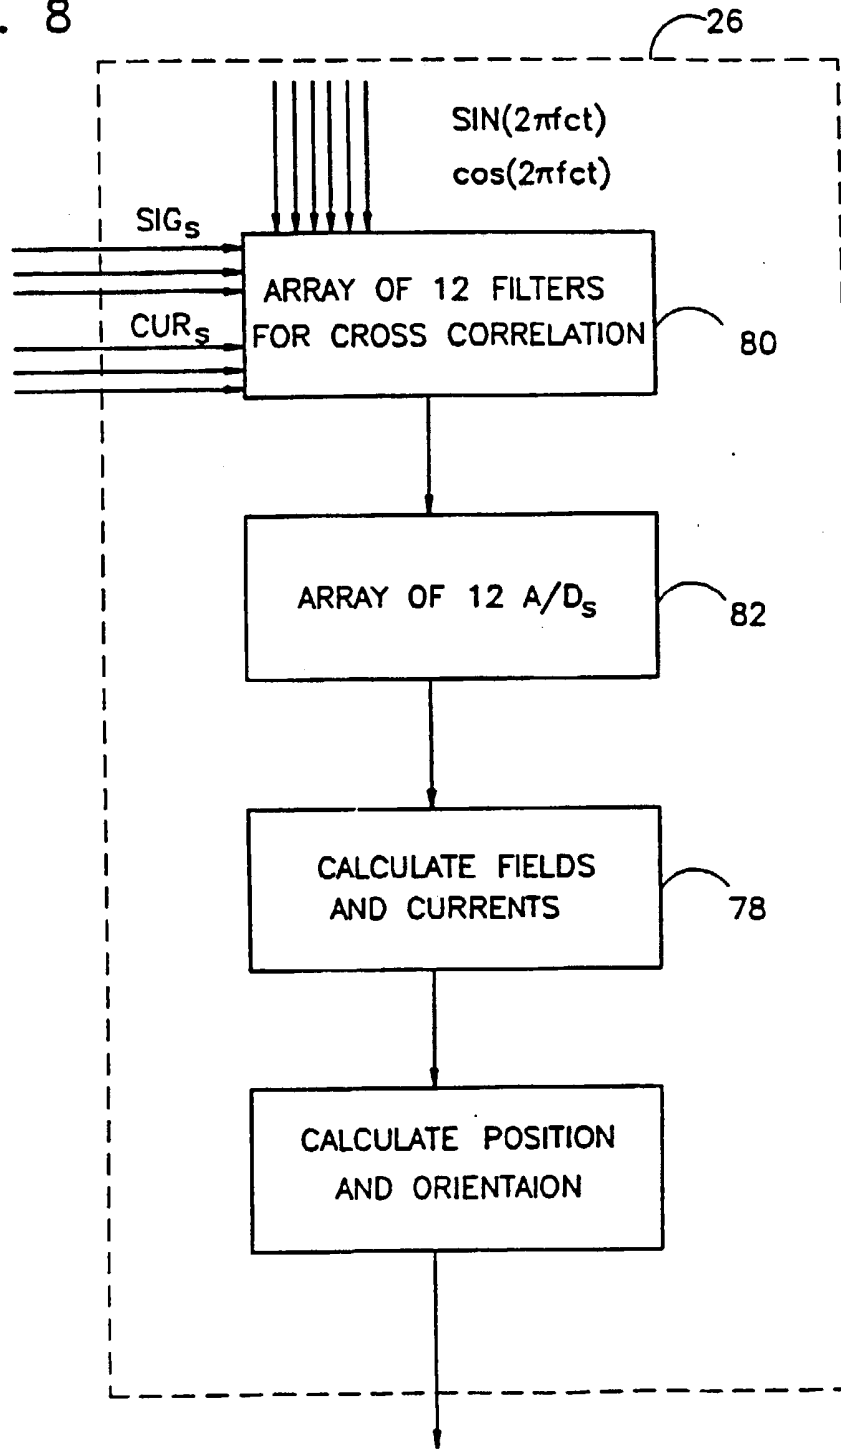 . 8
26
SIN(2πfct)
cos(2πfct)
SIGs
ARRAY OF 12 FILTERS
FOR CROSS CORRELATION
CURs
80
ARRAY OF 12 A/Ds
82
CALCULATE FIELDS
AND CURRENTS
78
CALCULATE POSITION
AND ORIENTAION